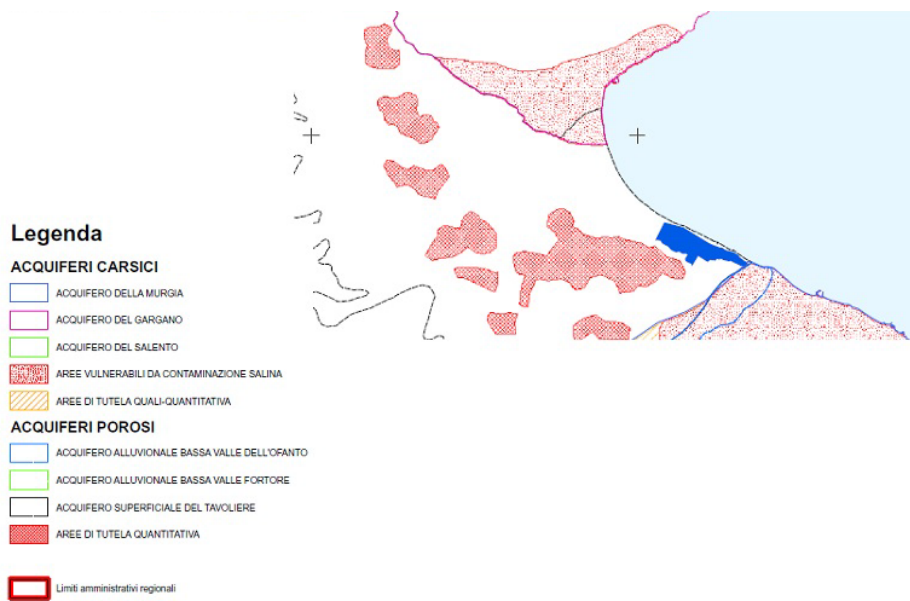 Legenda
ACQUIFERI CARSICI
ACQUIFERO DELLA MURGIA
ACQUIFERO DEL GARGANO
ACQUIFERO DEL SALENTO
AREE VULNERABILI DA CONTAMINAZIONE SALINA
AREE DI TUTELA QUALI-QUANTITATIVA
ACQUIFERI POROSI
ACQUIFERO ALLUVIONALE BASSA VALLE DELL'OFANTO
ACQUIFERO ALLUVIONALE BASSA VALLE FORTORE
ACQUIFERO SUPERFICIALE DEL TAVOLIERE
AREE DI TUTELA QUANTITATIVA
Limiti amministrativi regionali